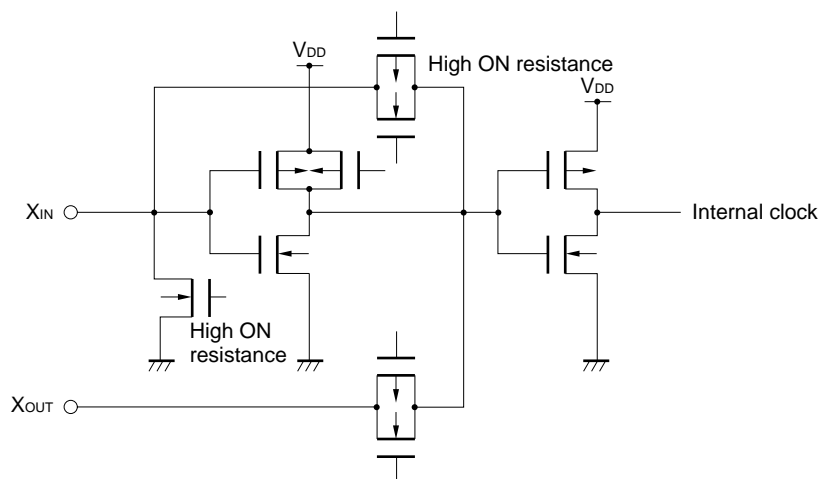 VDD
High ON resistance
VDD
XIN
Internal clock
High ON
resistance
XOUT